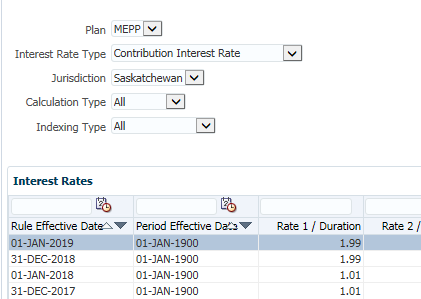 Plan MEPP
Interest Rate Type Contribution Interest Rate
Jurisdiction Saskatchewan
Calculation Type All
Indexing Type All
Interest Rates
Rule Effective Date Period Effective Date Rate 1 / Duration Rate 2 /
01-JAN-2019 01-JAN-1900 1.99
31-DEC-2018 01-JAN-1900 1.99
01-JAN-2018 01-JAN-1900 1.01
31-DEC-2017 01-JAN-1900 1.01